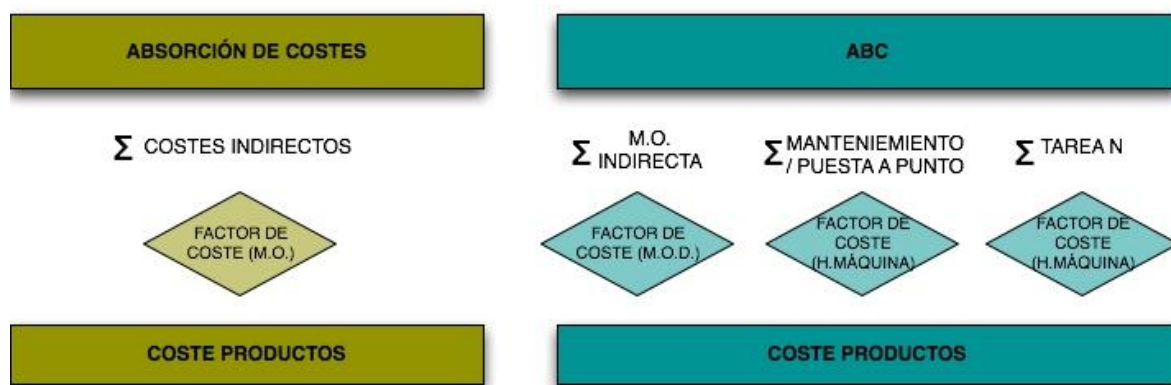 ABSORCIÓN DE COSTES
Σ COSTES INDIRECTOS
FACTOR DE
COSTE (M.O.)
COSTE PRODUCTOS
ABC
Σ M.O.
INDIRECTA
Σ MANTENIEMIENTO
/ PUESTA A PUNTO
Σ TAREA N
FACTOR DE
COSTE (M.O.D.)
FACTOR DE
COSTE
(H.MÁQUINA)
FACTOR DE
COSTE
(H.MÁQUINA)
COSTE PRODUCTOS